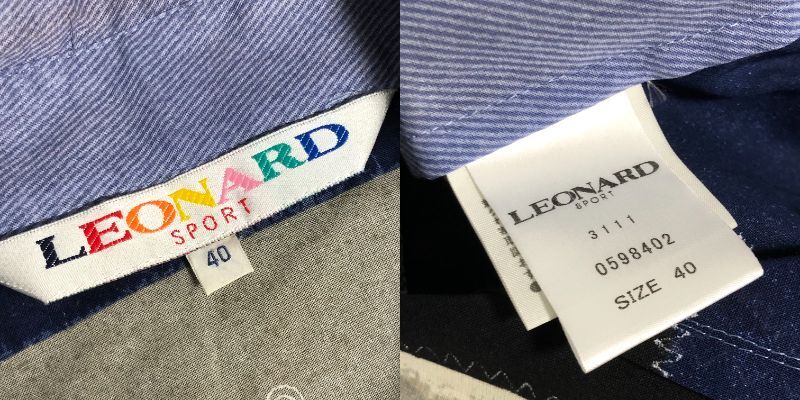 LEONARD
SPORT
40
LEONARD
SPORT
3111
0598402
SIZE 40